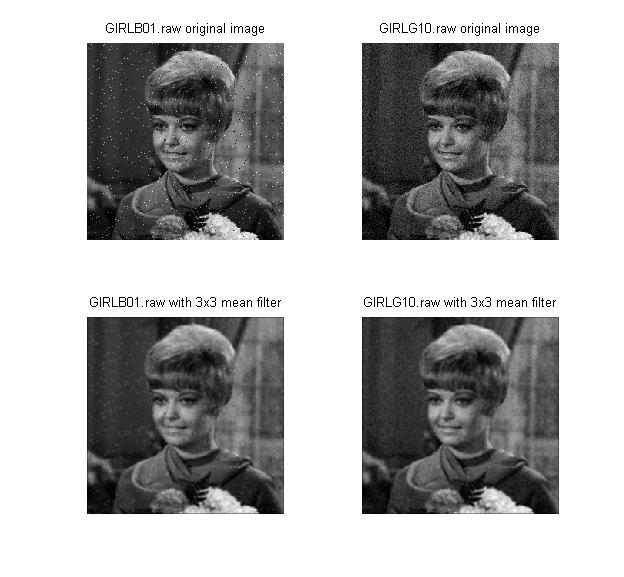 GIRLB01.raw original image
GIRLG10.raw original image
GIRLB01.raw with 3x3 mean filter
GIRLG10.raw with 3x3 mean filter